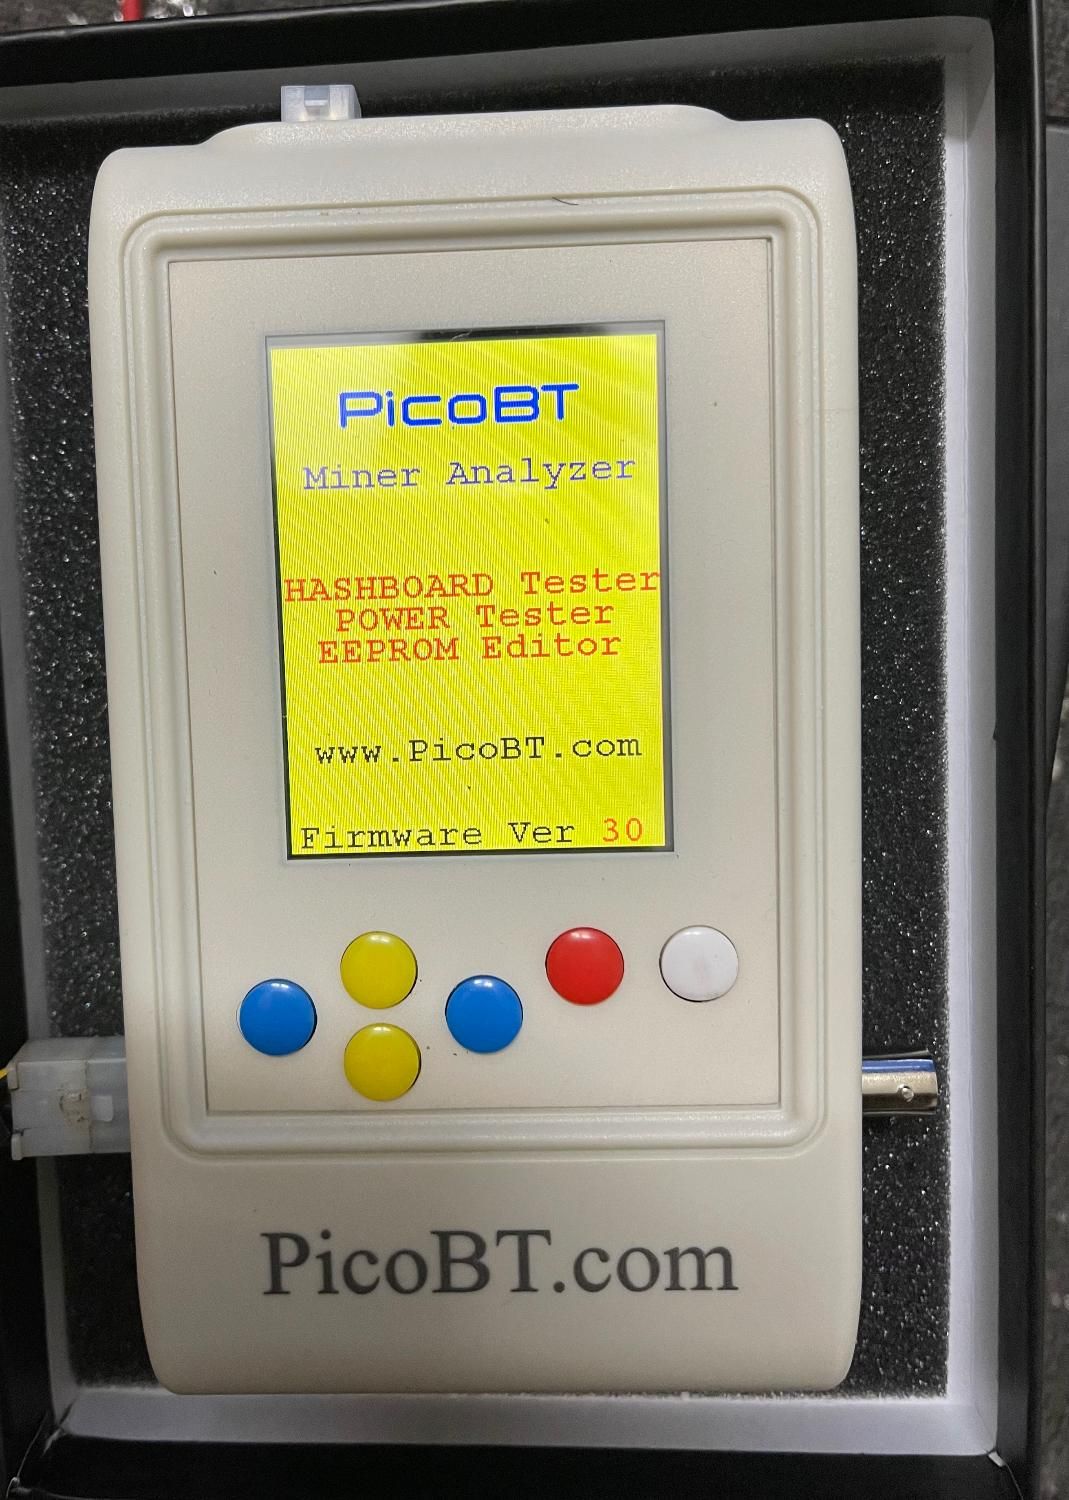 PicoBT
Miner Analyzer
HASHBOARD Tester
POWER Tester
EEPROM Editor
www.PicoBT.com
Firmware Ver 30
PicoBT.com